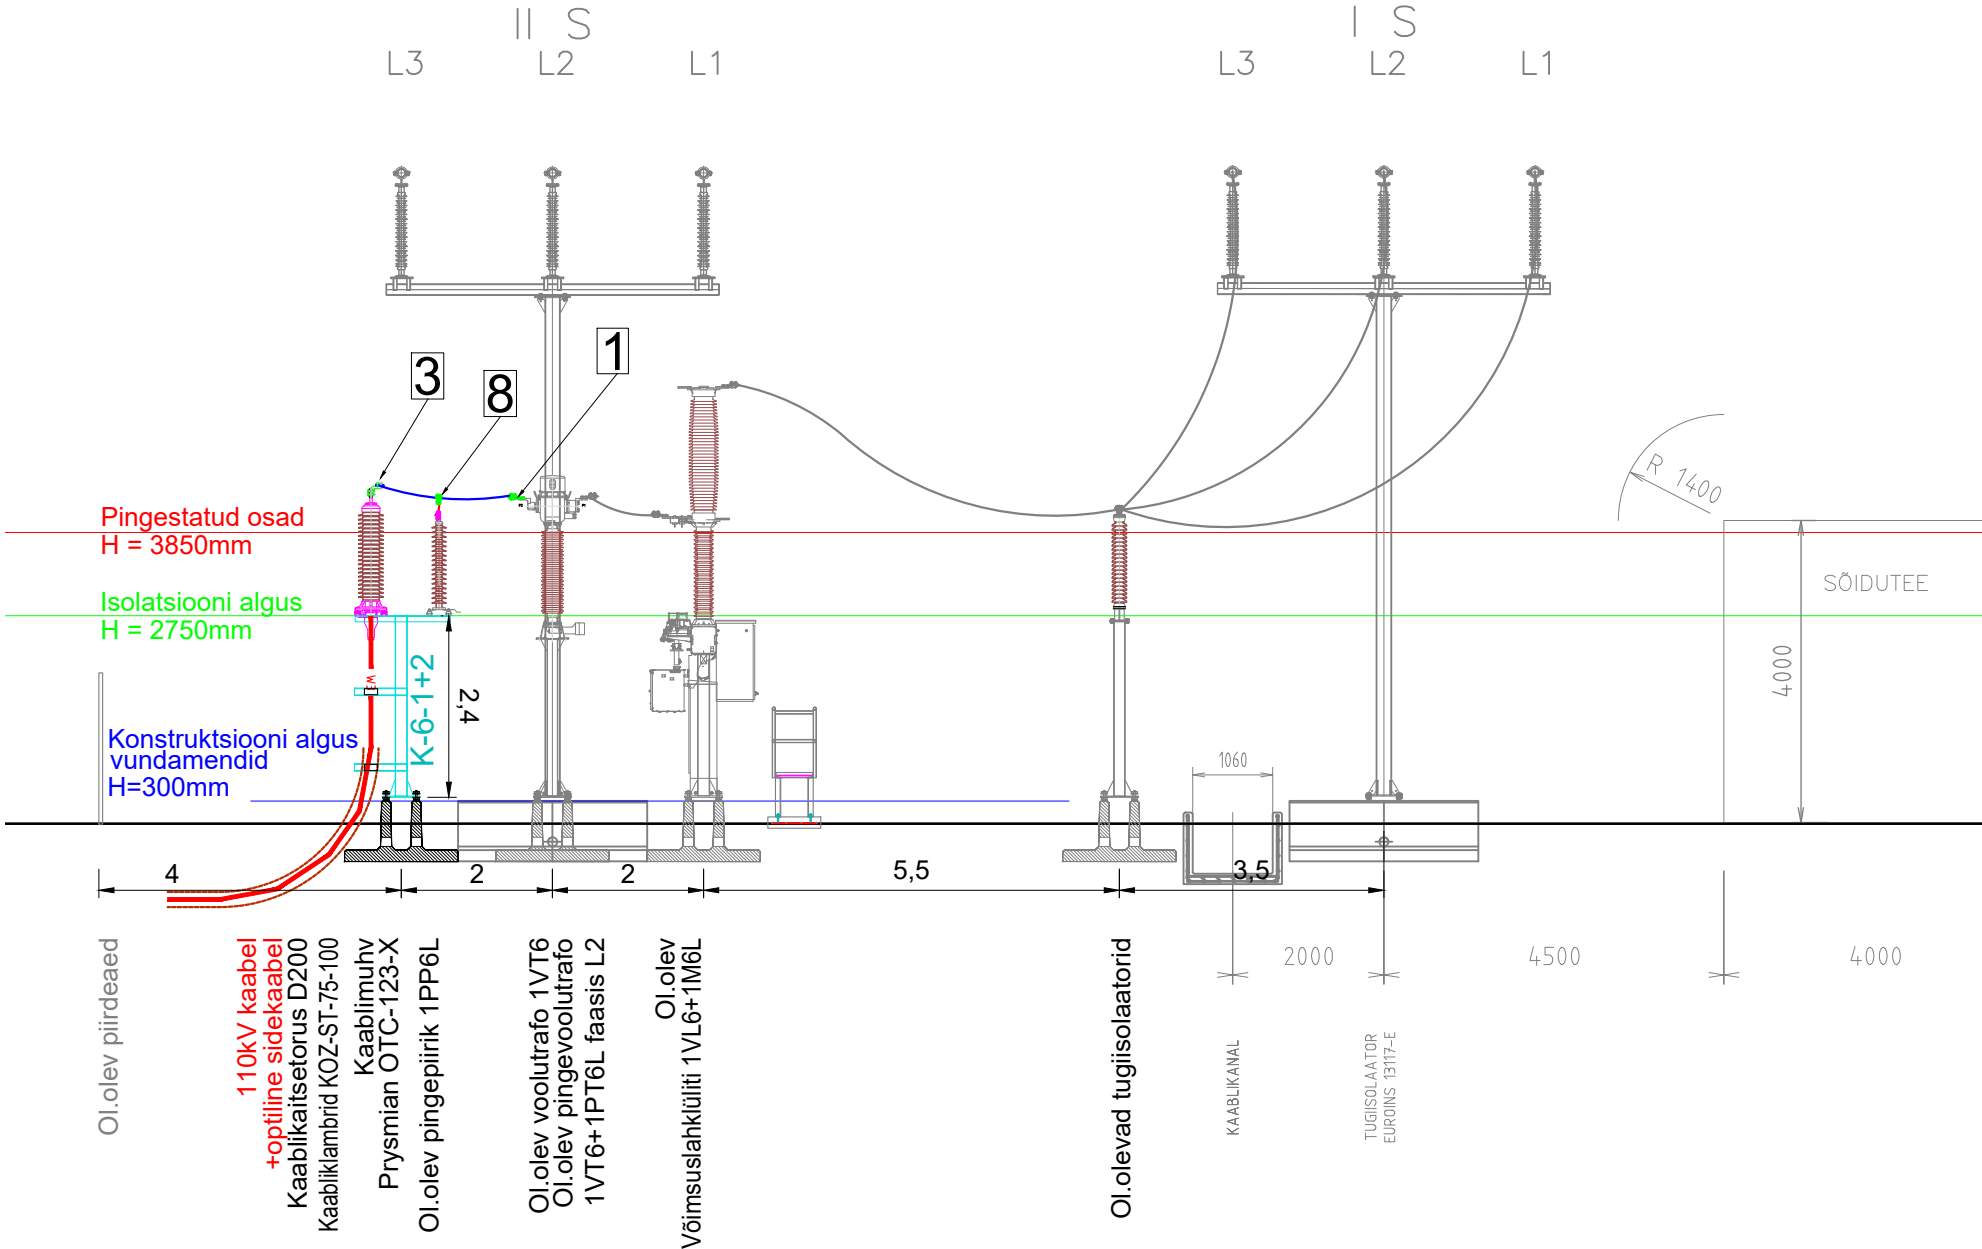 II S
I S
L3
L2
L1
L3
L2
L1
3
8
1
R 1400
Pingestatud osad
H = 3850mm
Isolatsiooni algus
H = 2750mm
SÕIDUTEE
4000
K-6-1+2
2,4
Konstruktsiooni algus
vundamendid
H=300mm
1060
4
2
2
5,5
3,5
2000
4500
4000
Ol.olev piirdeaed
110kV kaabel
+optiline sidekaabel
Kaablikaitsetorus D200
Kaabliklambrid KOZ-ST-75-100
Kaablimuhv
Prysmian OTC-123-X
Ol.olev pingepiirik 1PP6L
Ol.olev voolutrafo 1VT6
Ol.olev pingevoolutrafo
1VT6+1PT6L faasis L2
Ol.olev
Võimsuslahklüliti 1VL6+1M6L
Ol.olevad tugiisolaatorid
KAABLIKANAL
TUGIISOLAATOR
EUROINS 13117-E